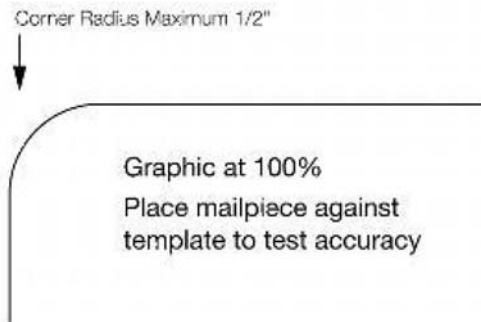 Corner Radius Maximum 1/2"
Graphic at 100%
Place mailpiece against
template to test accuracy